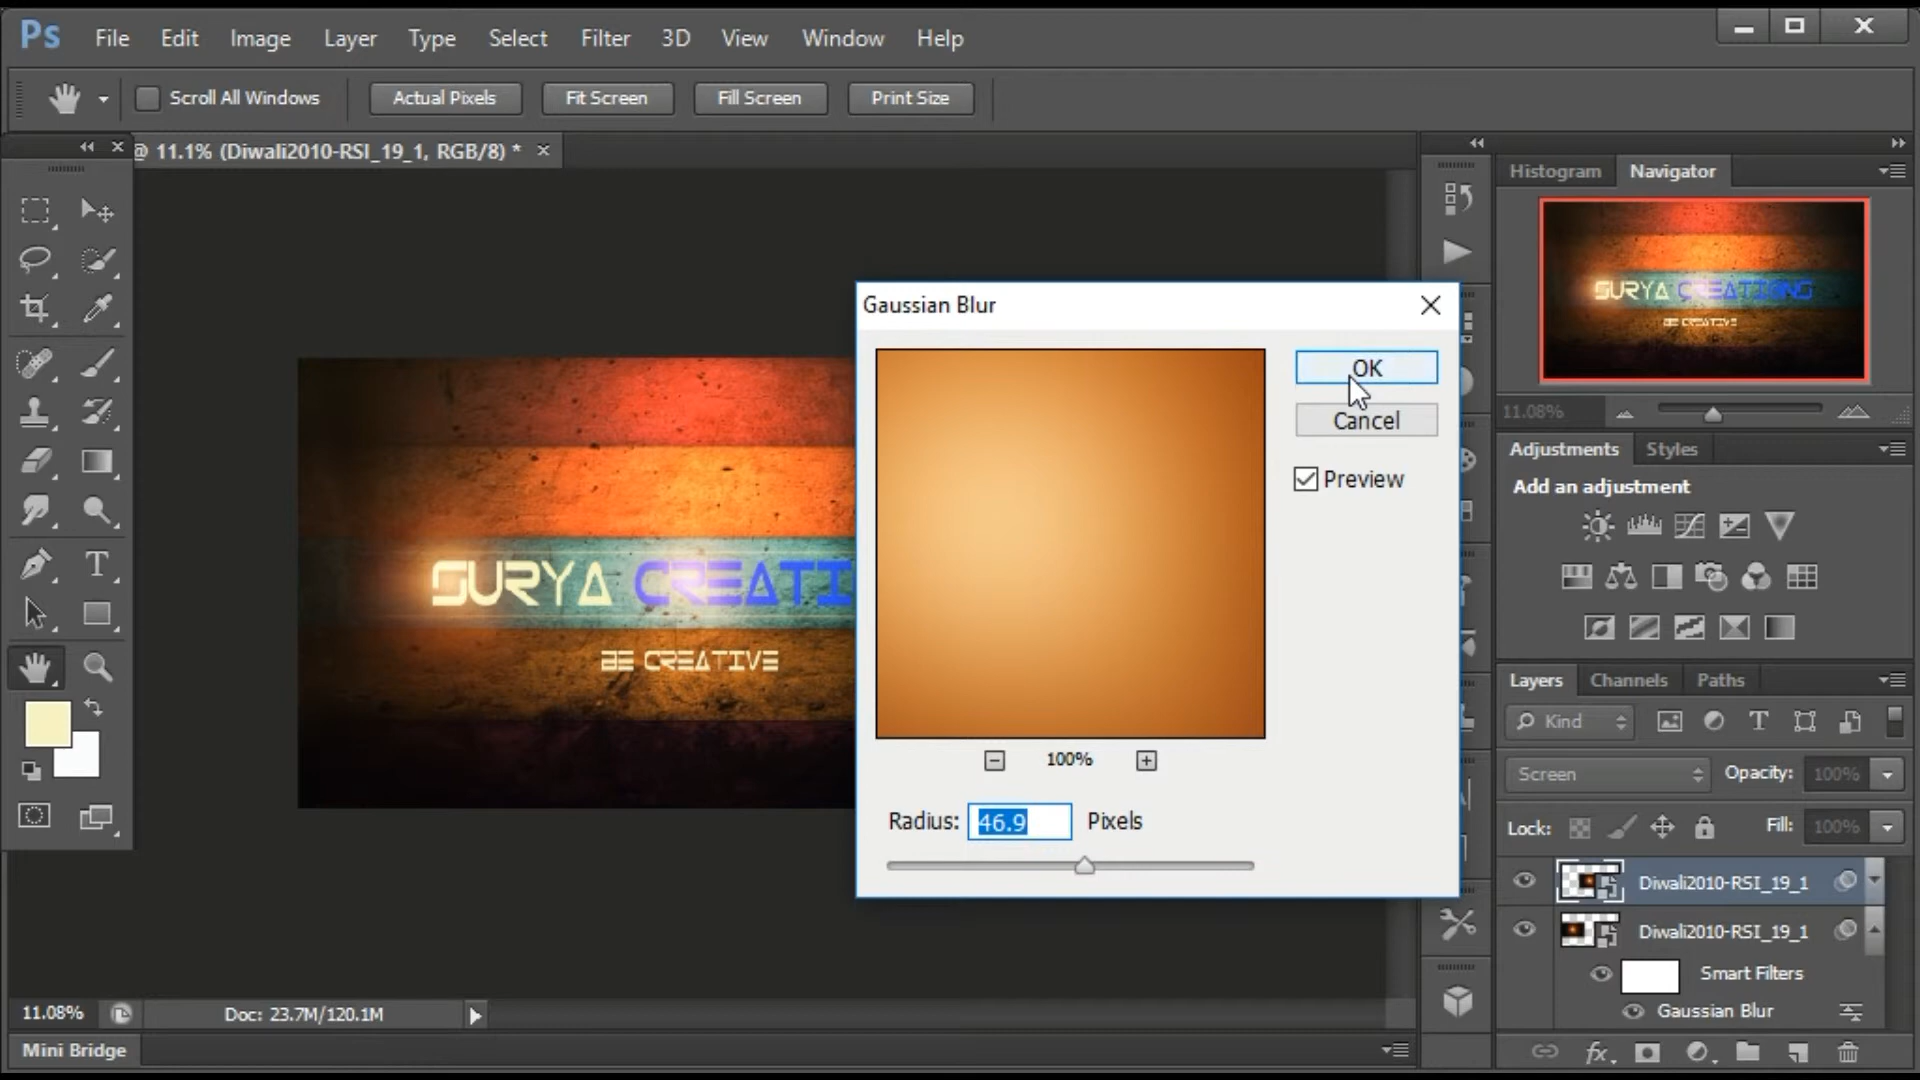 Ps File Edit Image Layer Type Select Filter 3D View Window Help
Scroll All Windows Actual Pixels Fit Screen Fill Screen Print Size
@ 11.1% (Diwali2010-RSI_19_1, RGB/8) *
Histogram Navigator
SURYA CREATIONS
BE CREATIVE
11.08%
Gaussian Blur
OK
Cancel
Preview
100%
Radius: 46.9 Pixels
SURYA CREATI
BE CREATIVE
Adjustments Styles
Add an adjustment
Layers Channels Paths
Kind
Screen Opacity: 100%
Lock: Fill: 100%
Diwali2010-RSI_19_1
Diwali2010-RSI_19_1
Smart Filters
Gaussian Blur
fx
11.08% Doc: 23.7M/120.1M
Mini Bridge